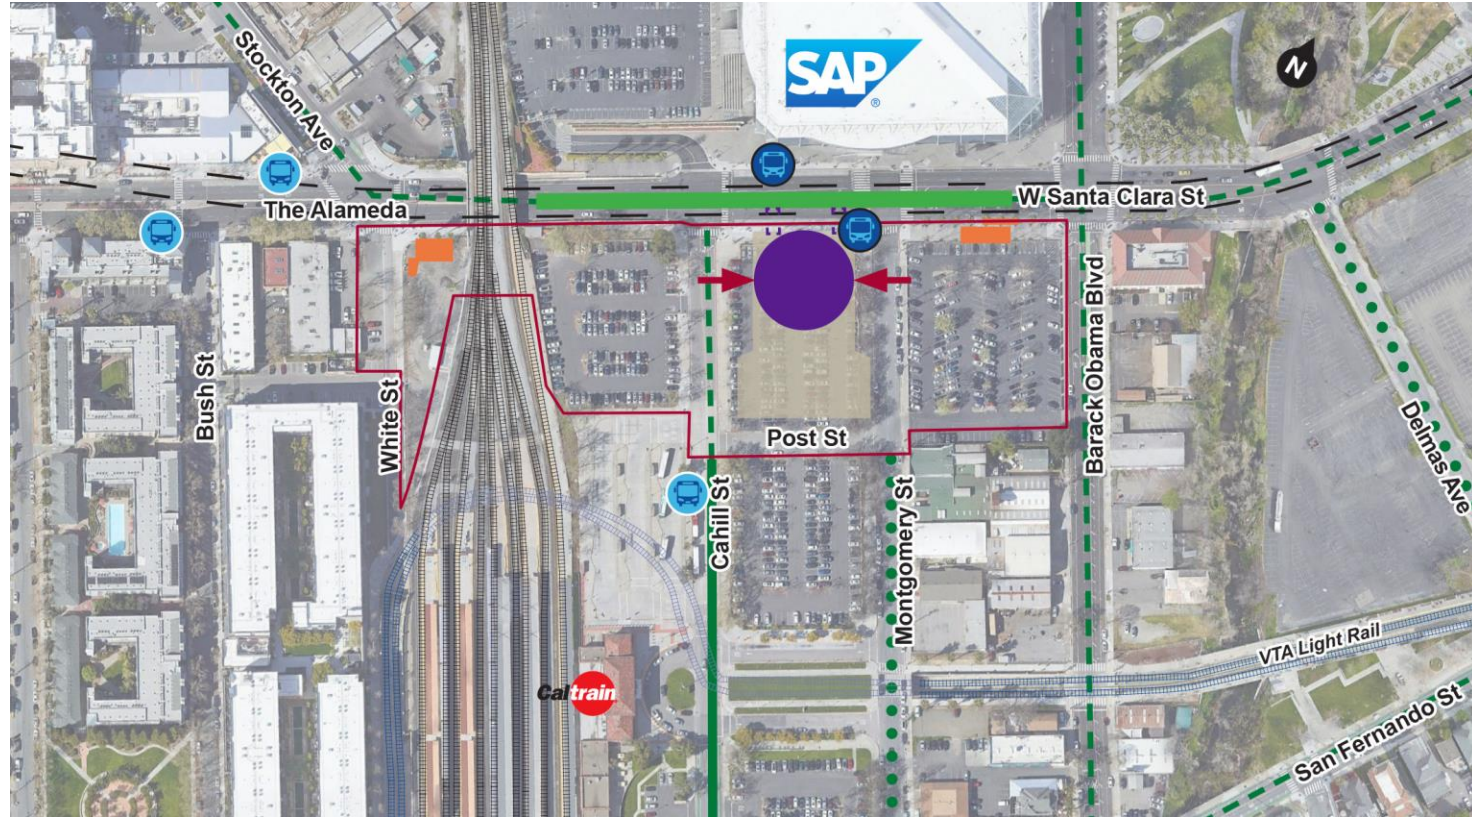 Stockton Ave
SAP
®
N
The Alameda
W Santa Clara St
Bush St
White St
Post St
Cahill St
Montgomery St
Barack Obama Blvd
Delmas Ave
Caltrain
VTA Light Rail
San Fernando St